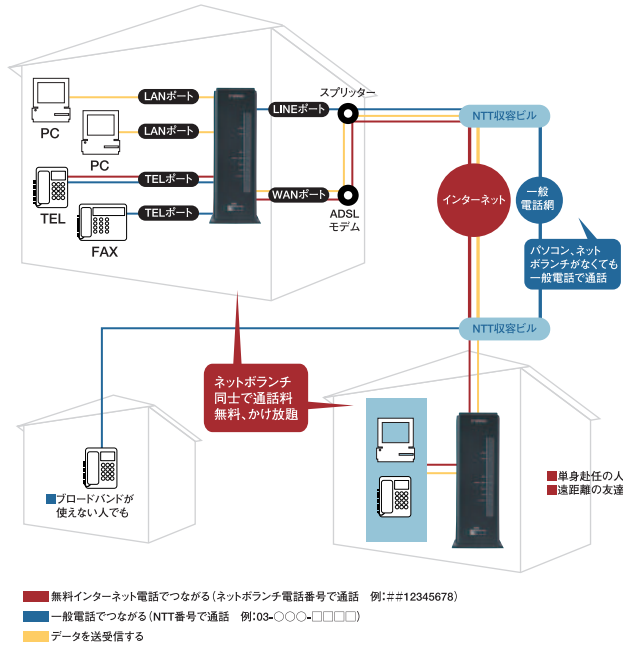 スプリッター
LANポート
LINEポート
NTT収容ビル
PC
LANポート
PC
TELポート
WANポート
インターネット
一般
電話網
TEL
TELポート
ADSL
モデム
FAX
パソコン、ネット
ボランチがなくても
一般電話で通話
NTT収容ビル
ネットボランチ
同士で通話料
無料、かけ放題
■単身赴任の人
■遠距離の友達
■ブロードバンドが
使えない人でも
無料インターネット電話でつながる（ネットボランチ電話番号で通話　例：##12345678）
一般電話でつながる（NTT番号で通話　例：03-○○○-□□□□）
データを送受信する